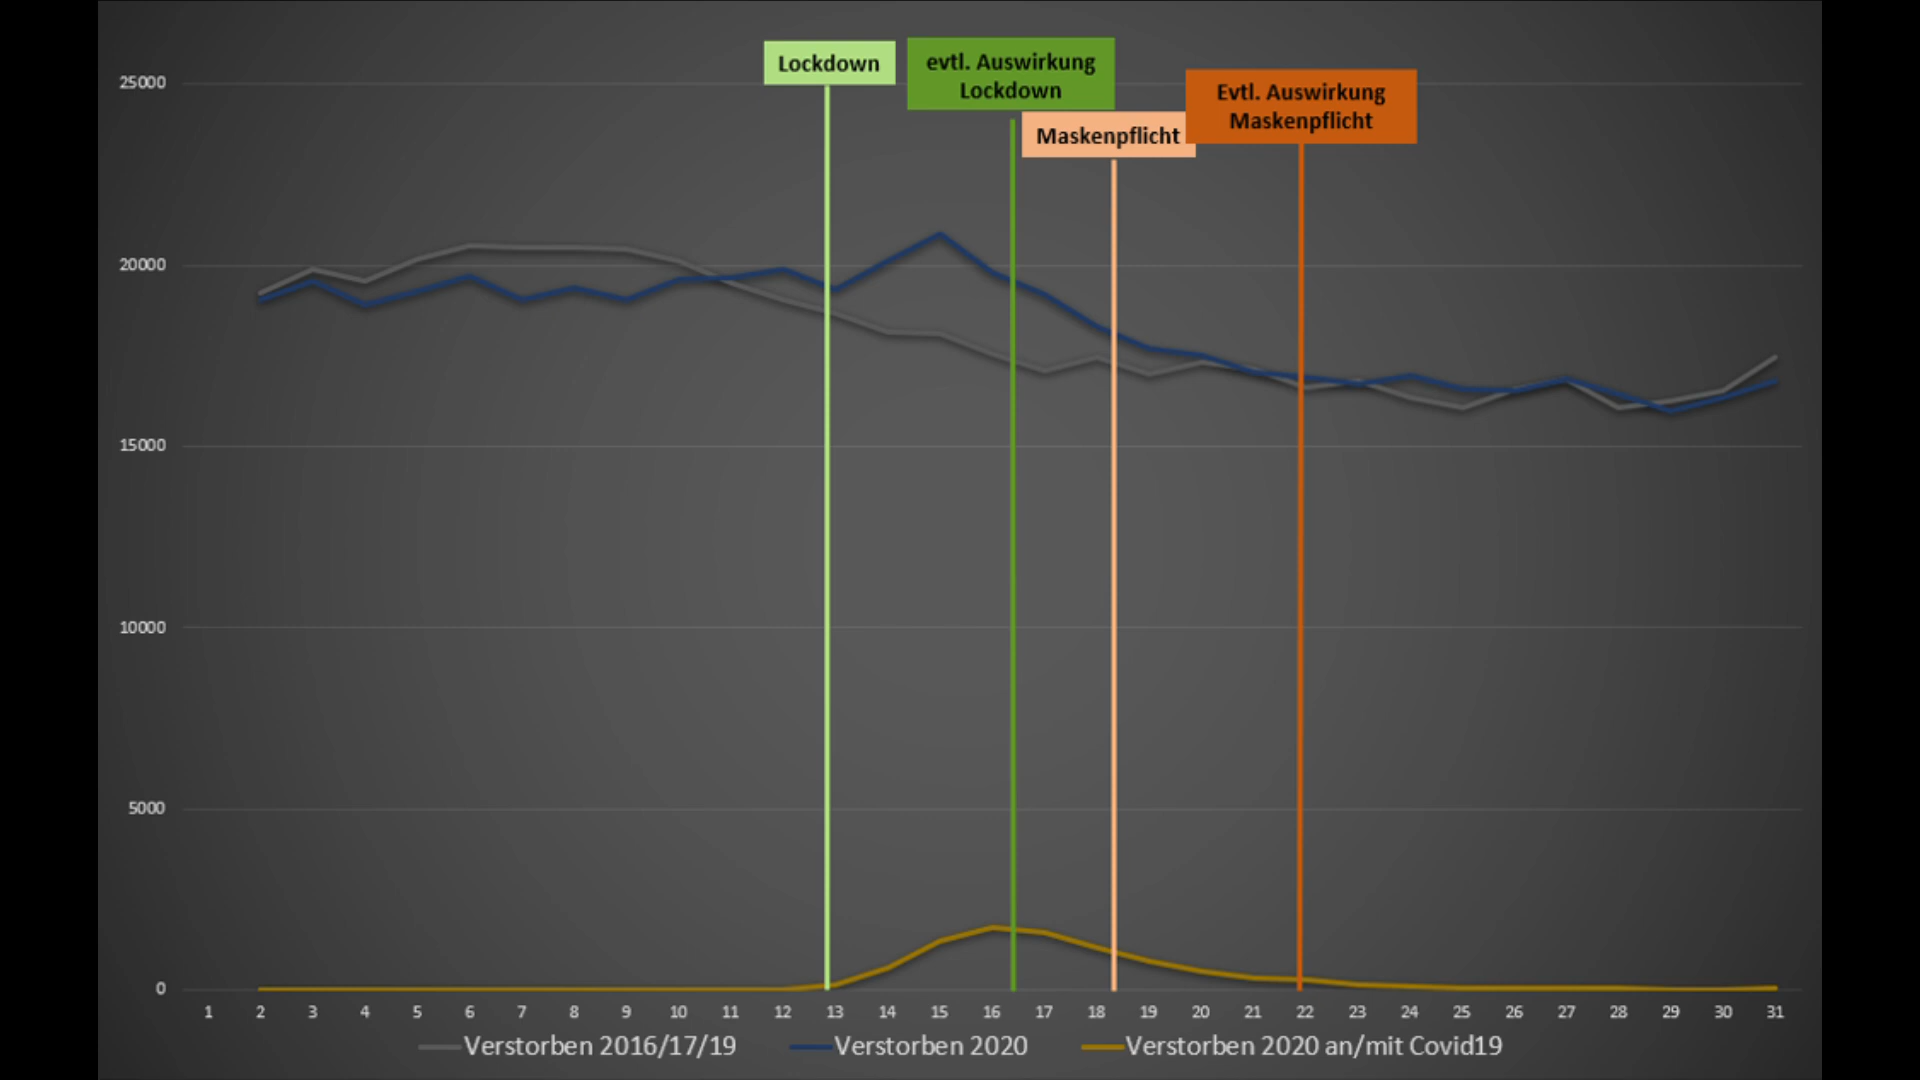 Lockdown
evtl. Auswirkung
Lockdown
Maskenpflicht
Evtl. Auswirkung
Maskenpflicht
25000
20000
15000
10000
5000
0
1 2 3 4 5 6 7 8 9 10 11 12 13 14 15 16 17 18 19 20 21 22 23 24 25 26 27 28 29 30 31
Verstorben 2016/17/19 Verstorben 2020 Verstorben 2020 an/mit Covid19